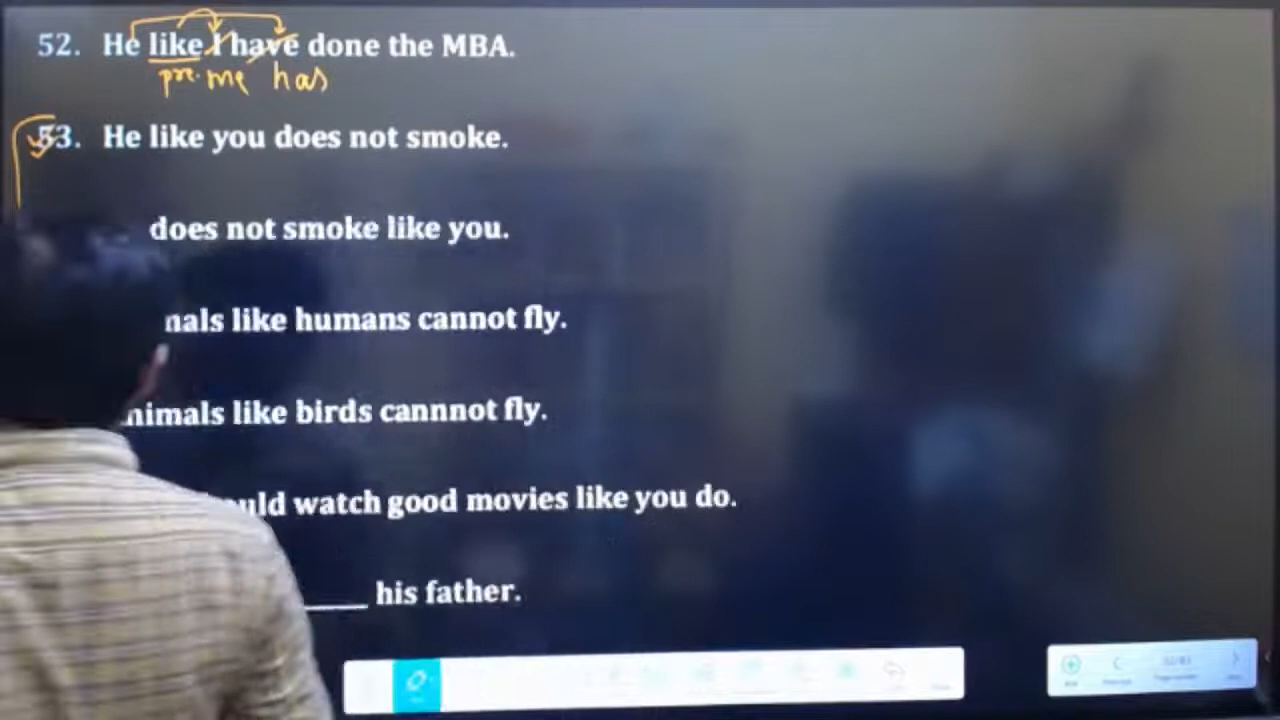 52. He like I have done the MBA.
pre. me has
53. He like you does not smoke.
does not smoke like you.
nals like humans cannot fly.
nimals like birds cannnot fly.
uld watch good movies like you do.
____ his father.